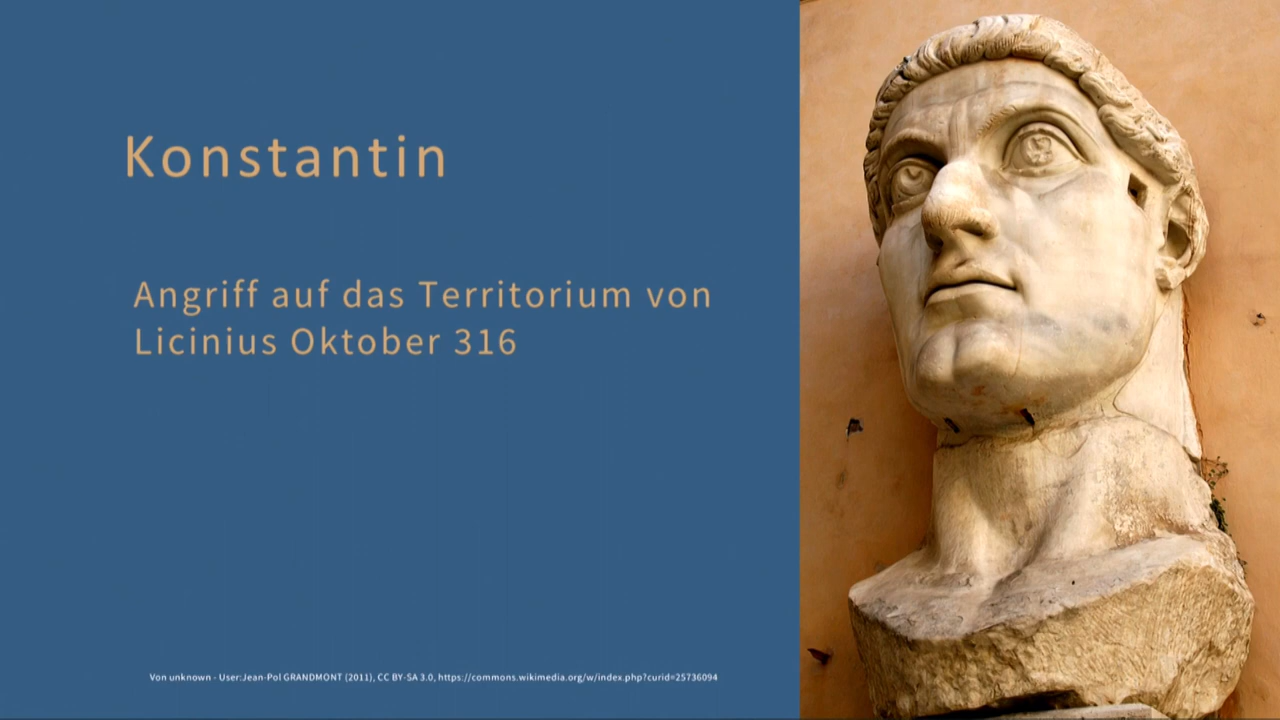 Konstantin
Angriff auf das Territorium von
Licinius Oktober 316
Von unknown - User:Jean-Pol GRANDMONT (2011), CC BY-SA 3.0, https://commons.wikimedia.org/w/index.php?curid=25736094